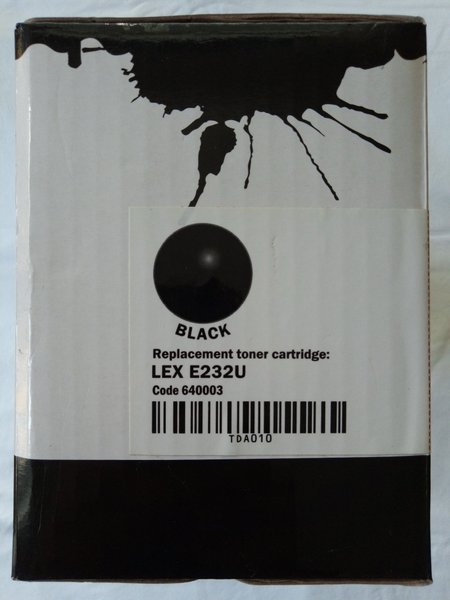 BLACK
Replacement toner cartridge:
LEX E232U
Code 640003
TDA010